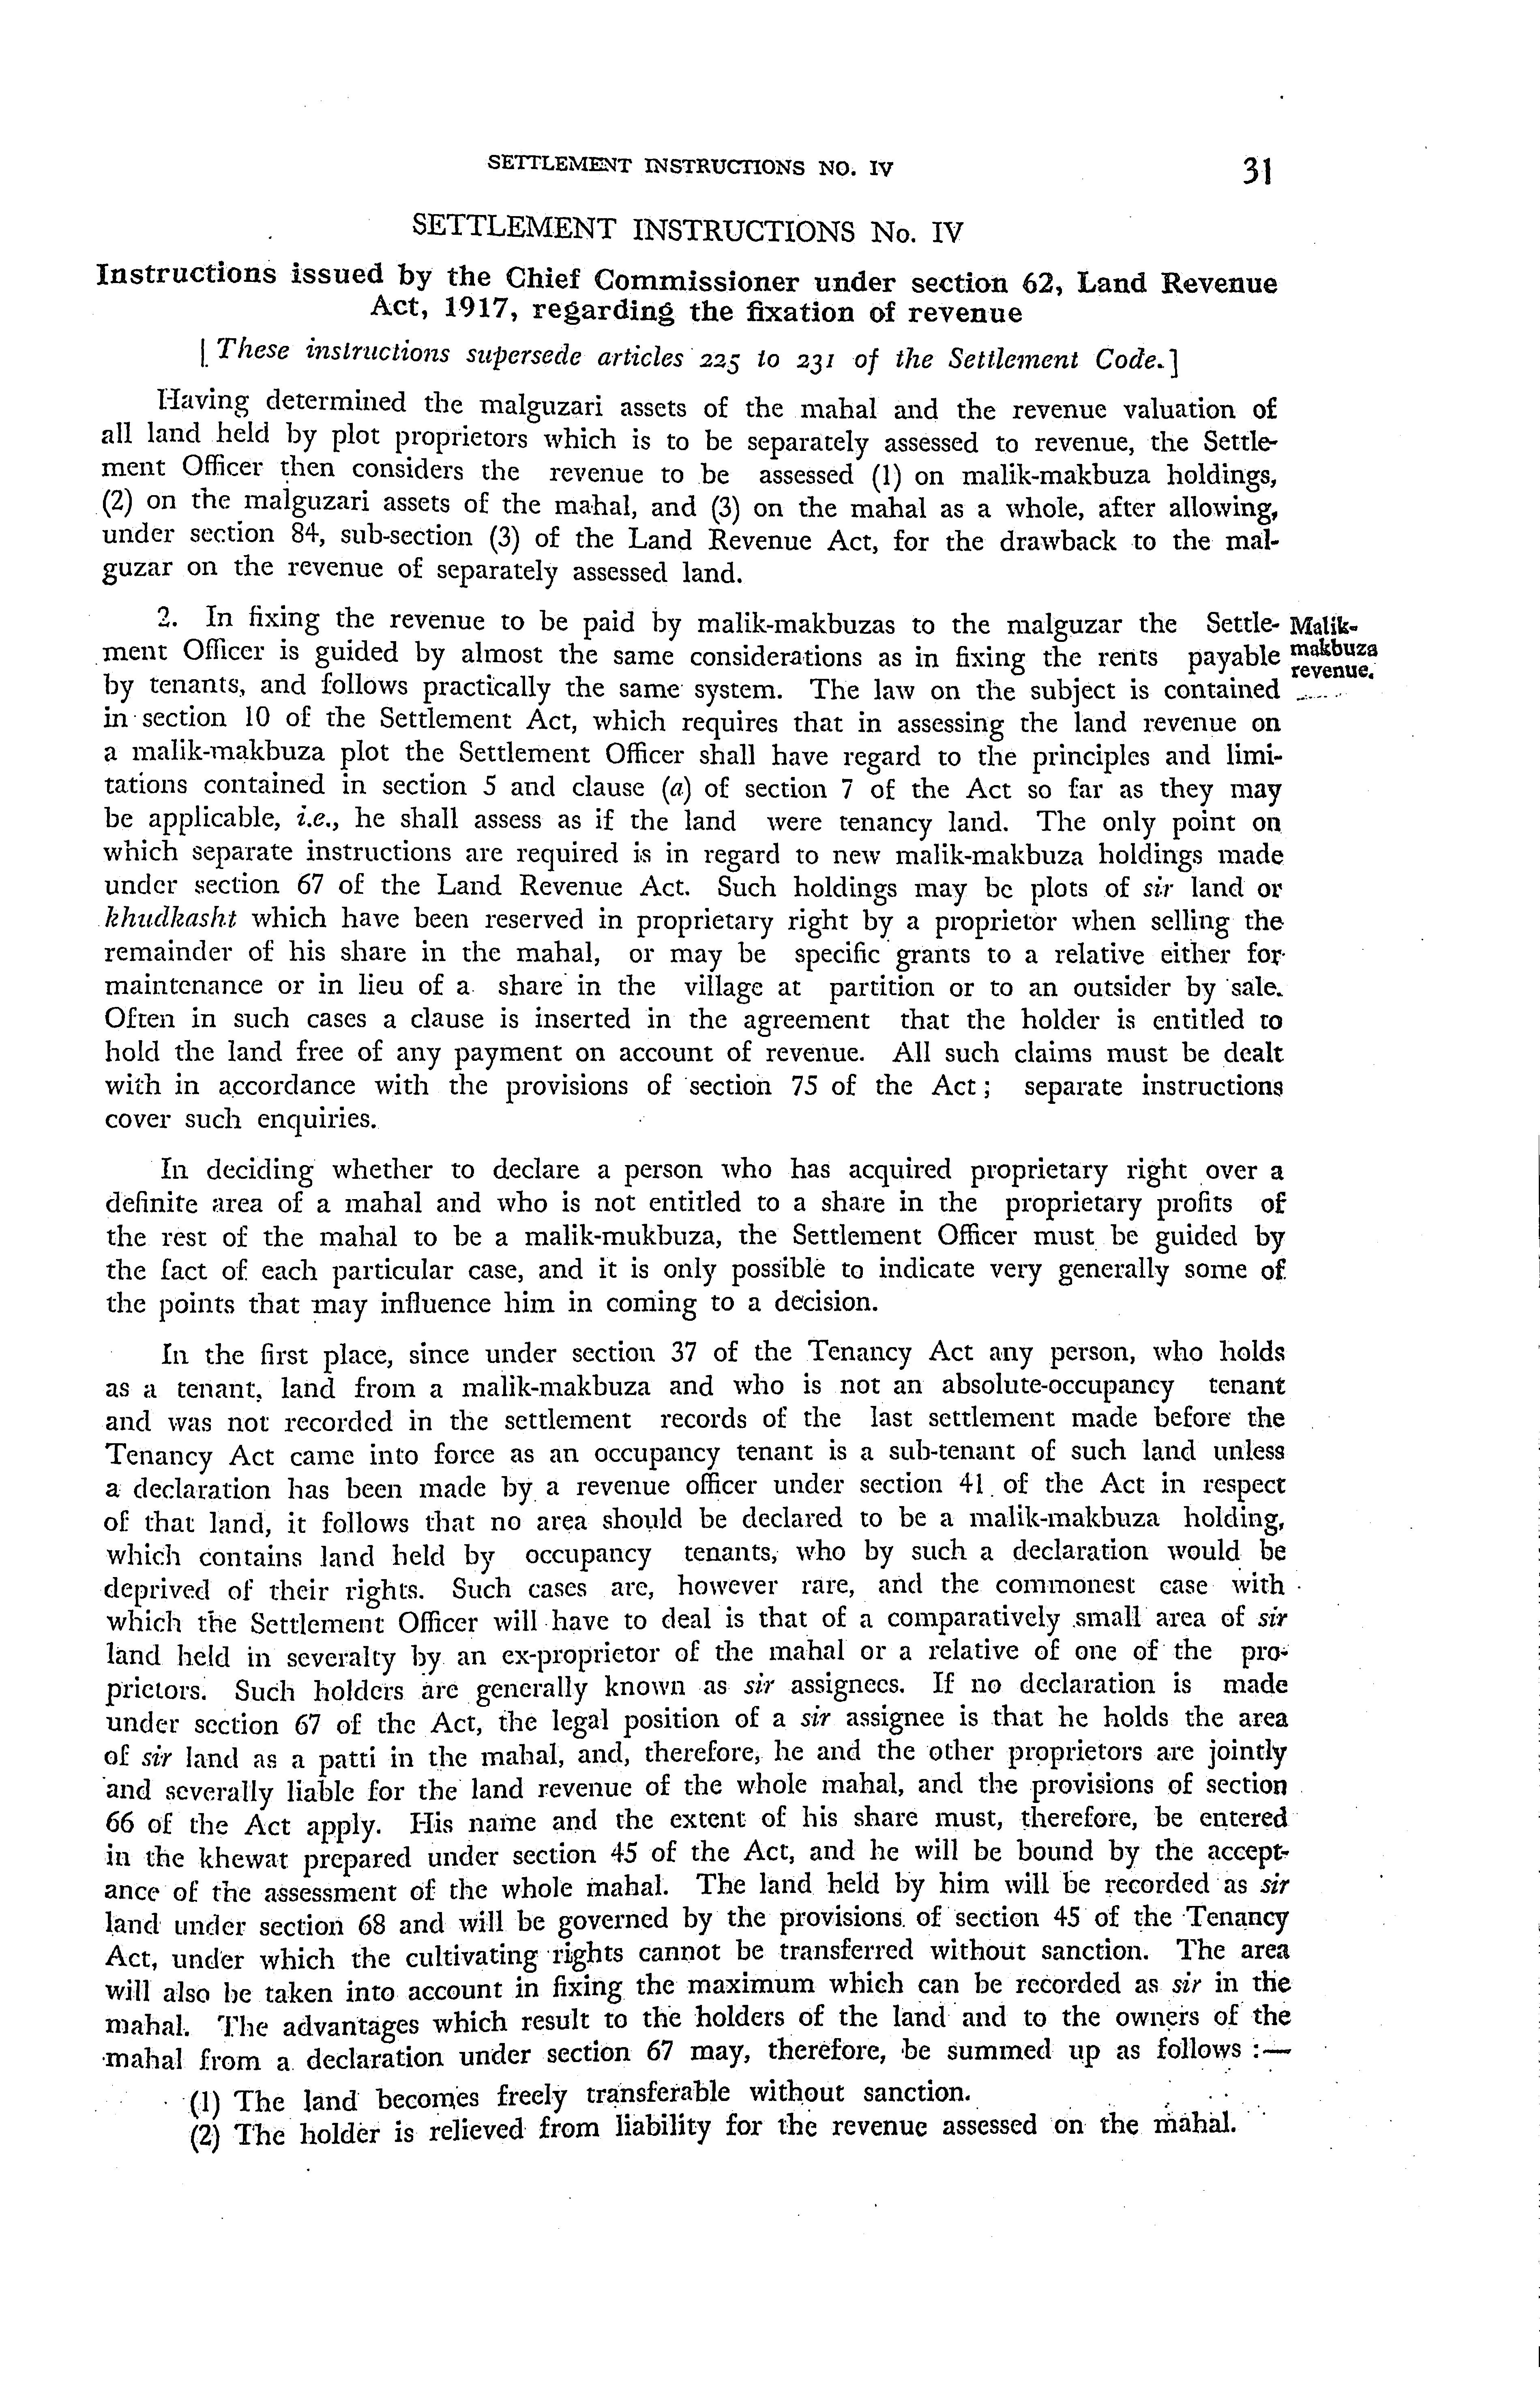 SETTLEMENT INSTRUCTIONS NO. IV 31
SETTLEMENT INSTRUCTIONS No. IV
Instructions issued by the Chief Commissioner under section 62, Land Revenue
Act, 1917, regarding the fixation of revenue
[These instructions supersede articles 225 to 231 of the Settlement Code.]
Having determined the malguzari assets of the mahal and the revenue valuation of
all land held by plot proprietors which is to be separately assessed to revenue, the Settle-
ment Officer then considers the revenue to be assessed (1) on malik-makbuza holdings,
(2) on the malguzari assets of the mahal, and (3) on the mahal as a whole, after allowing,
under section 84, sub-section (3) of the Land Revenue Act, for the drawback to the mal-
guzar on the revenue of separately assessed land.
2. In fixing the revenue to be paid by malik-makbuzas to the malguzar the Settle-
ment Officer is guided by almost the same considerations as in fixing the rents payable
by tenants, and follows practically the same system. The law on the subject is contained
in section 10 of the Settlement Act, which requires that in assessing the land revenue on
a malik-makbuza plot the Settlement Officer shall have regard to the principles and limi-
tations contained in section 5 and clause (a) of section 7 of the Act so far as they may
be applicable, i.e., he shall assess as if the land were tenancy land. The only point on
which separate instructions are required is in regard to new malik-makbuza holdings made
under section 67 of the Land Revenue Act. Such holdings may be plots of sir land or
khudkasht which have been reserved in proprietary right by a proprietor when selling the
remainder of his share in the mahal, or may be specific grants to a relative either for
maintenance or in lieu of a share in the village at partition or to an outsider by sale.
Often in such cases a clause is inserted in the agreement that the holder is entitled to
hold the land free of any payment on account of revenue. All such claims must be dealt
with in accordance with the provisions of section 75 of the Act; separate instructions
cover such enquiries.
Malik-
makbuza
revenue.
In deciding whether to declare a person who has acquired proprietary right over a
definite area of a mahal and who is not entitled to a share in the proprietary profits of
the rest of the mahal to be a malik-mukbuza, the Settlement Officer must be guided by
the fact of each particular case, and it is only possible to indicate very generally some of
the points that may influence him in coming to a decision.
In the first place, since under section 37 of the Tenancy Act any person, who holds
as a tenant, land from a malik-makbuza and who is not an absolute-occupancy tenant
and was not recorded in the settlement records of the last settlement made before the
Tenancy Act came into force as an occupancy tenant is a sub-tenant of such land unless
a declaration has been made by a revenue officer under section 41 of the Act in respect
of that land, it follows that no area should be declared to be a malik-makbuza holding,
which contains land held by occupancy tenants, who by such a declaration would be
deprived of their rights. Such cases are, however rare, and the commonest case with
which the Settlement Officer will have to deal is that of a comparatively small area of sir
land held in severalty by an ex-proprietor of the mahal or a relative of one of the pro-
prietors. Such holders are generally known as sir assignees. If no declaration is made
under section 67 of the Act, the legal position of a sir assignee is that he holds the area
of sir land as a patti in the mahal, and, therefore, he and the other proprietors are jointly
and severally liable for the land revenue of the whole mahal, and the provisions of section
66 of the Act apply. His name and the extent of his share must, therefore, be entered
in the khewat prepared under section 45 of the Act, and he will be bound by the accept-
ance of the assessment of the whole mahal. The land held by him will be recorded as sir
land under section 68 and will be governed by the provisions of section 45 of the Tenancy
Act, under which the cultivating rights cannot be transferred without sanction. The area
will also be taken into account in fixing the maximum which can be recorded as sir in the
mahal. The advantages which result to the holders of the land and to the owners of the
mahal from a declaration under section 67 may, therefore, be summed up as follows :—
(1) The land becomes freely transferable without sanction.
(2) The holder is relieved from liability for the revenue assessed on the mahal.